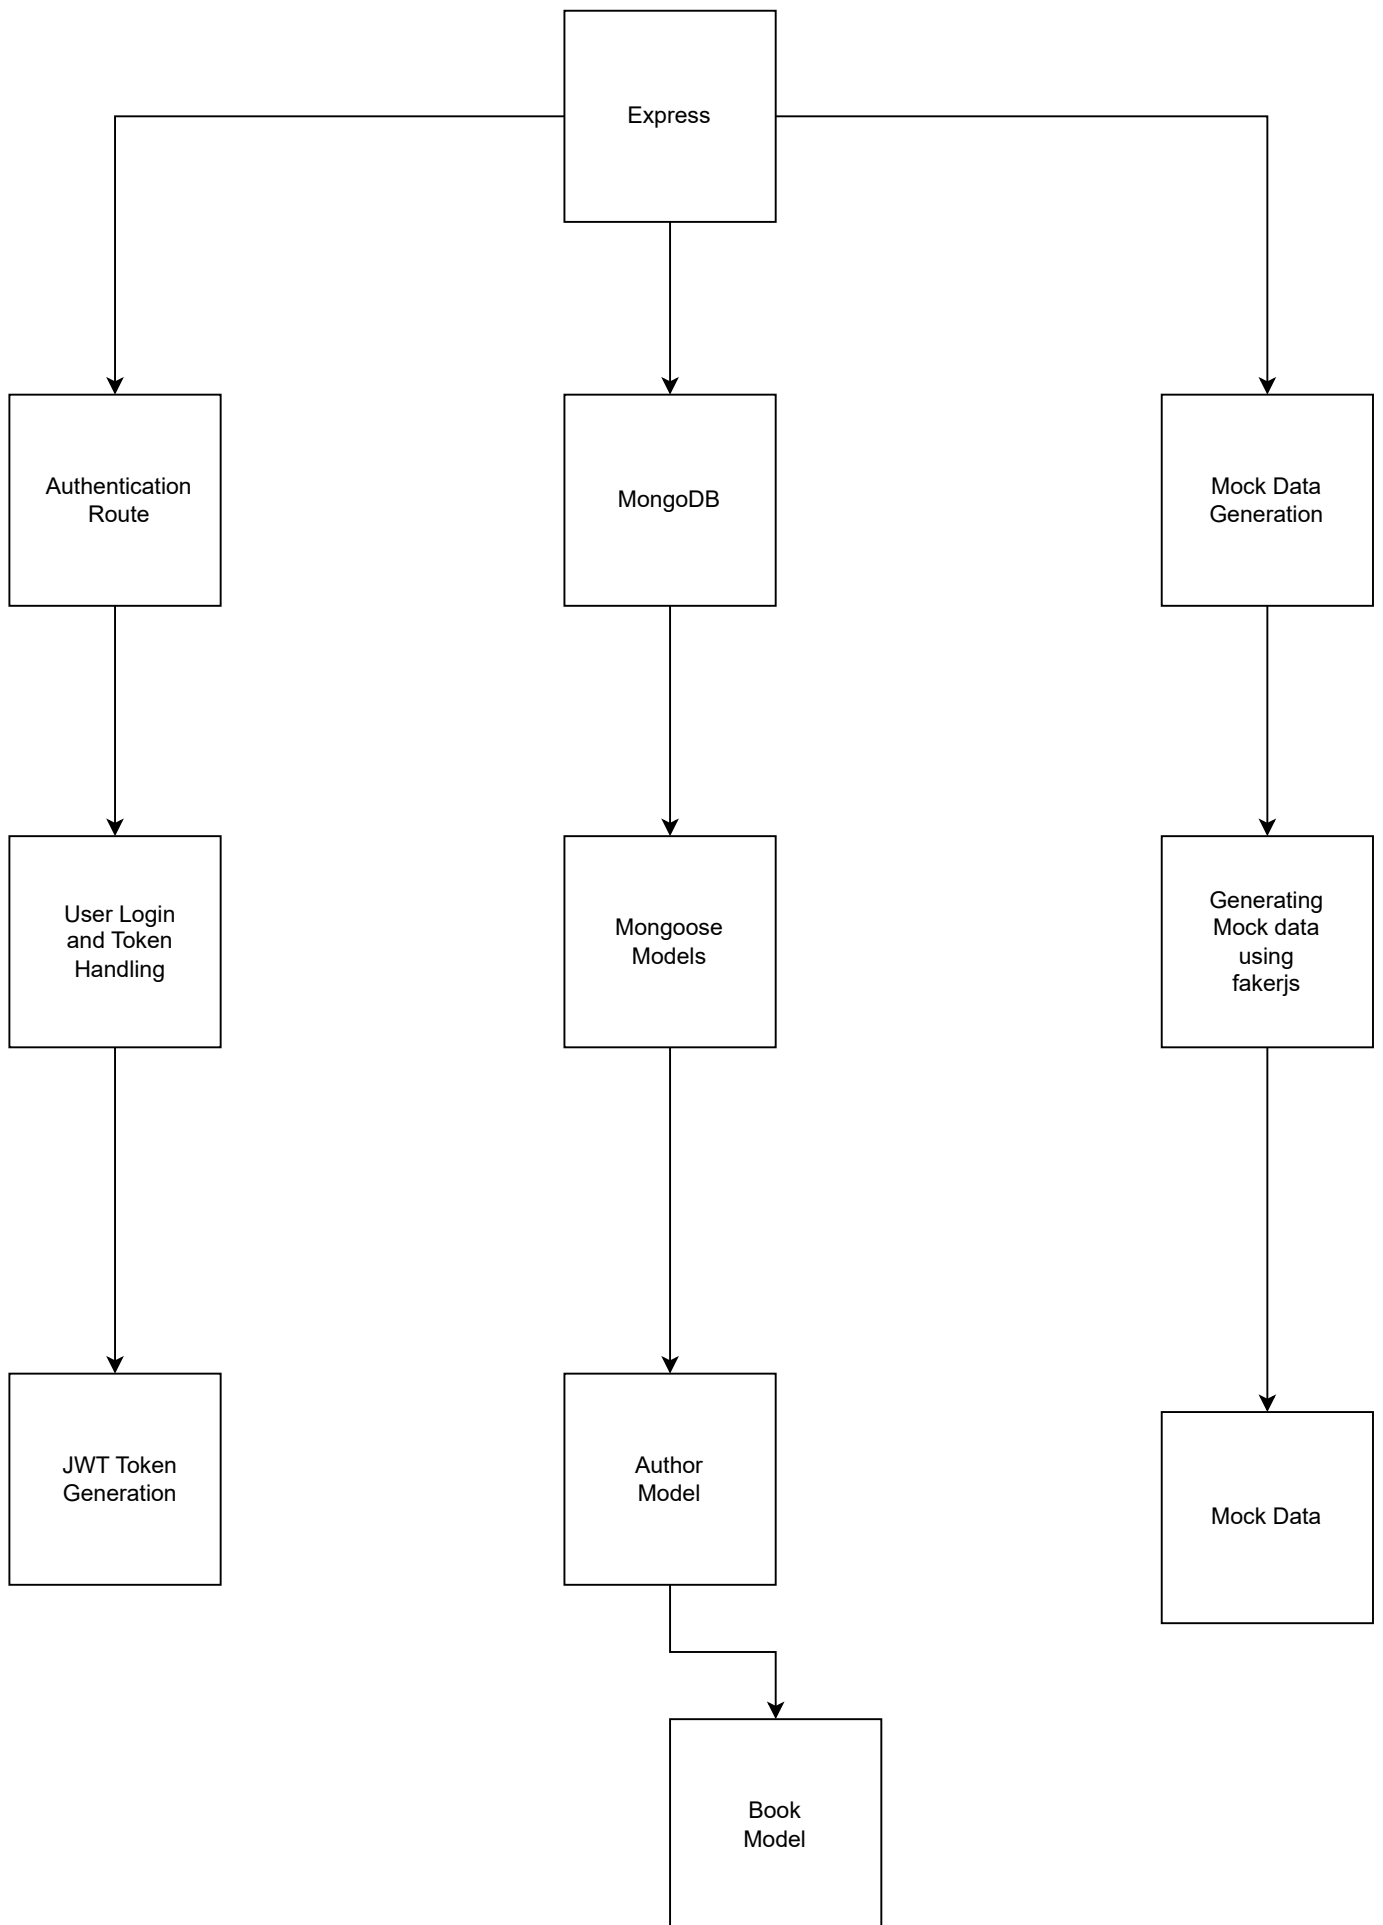 Express
Authentication
Route
MongoDB
Mock Data
Generation
User Login
and Token
Handling
Mongoose
Models
Generating
Mock data
using
fakerjs
JWT Token
Generation
Author
Model
Mock Data
Book
Model